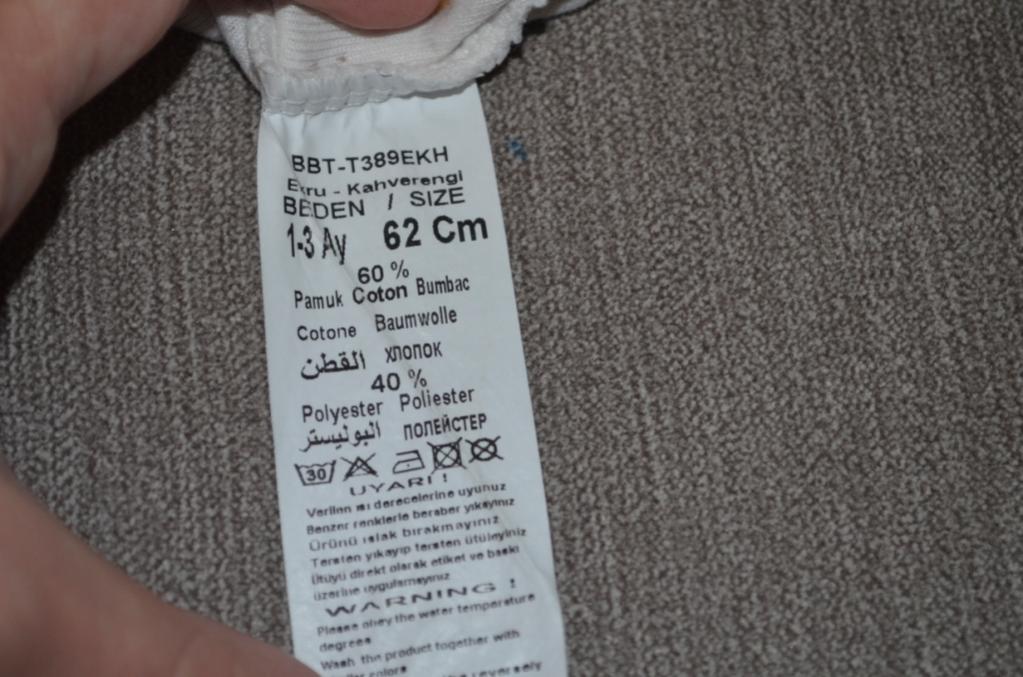 BBT-T389EKH
Ekru - Kahverengi
BEDEN / SIZE
1-3 Ay 62 Cm
60 %
Pamuk Coton Bumbac
Cotone Baumwolle
القطن хлопок
40 %
Polyester Poliester
البوليستر ПОЛЕЙСТЕР
30
UYARI !
Verilen ısı derecelerine uyunuz
Benzer renklerle beraber yıkayınız
Ürünü ıslak bırakmayınız
Tersten yıkayıp tersten ütüleyiniz
Ütüyü direkt olarak etiket ve baskı
üzerine uygulamayınız
WARNING !
Please obey the water temperature
degrees
Wash the product together with
colors
reversely